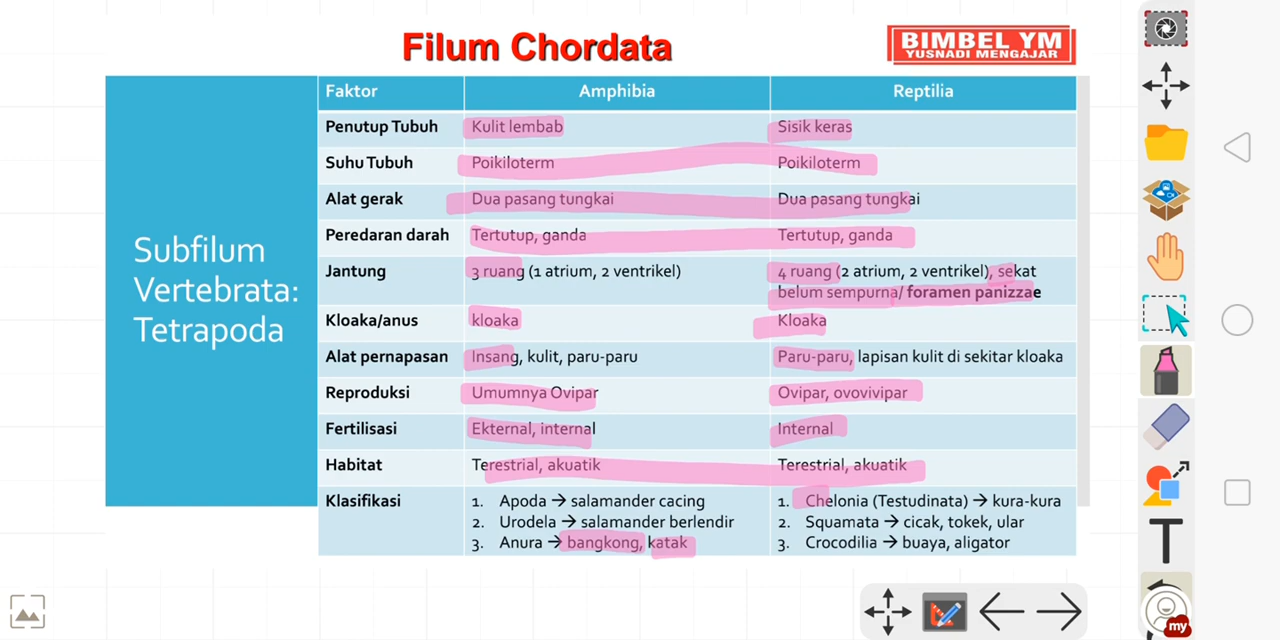 Filum Chordata
BIMBEL YM
YUSNADI MENGAJAR
Subfilum
Vertebrata:
Tetrapoda
Faktor Amphibia Reptilia
Penutup Tubuh Kulit lembab Sisik keras
Suhu Tubuh Poikiloterm Poikiloterm
Alat gerak Dua pasang tungkai Dua pasang tungkai
Peredaran darah Tertutup, ganda Tertutup, ganda
Jantung 3 ruang (1 atrium, 2 ventrikel) 4 ruang (2 atrium, 2 ventrikel), sekat
belum sempurna/ foramen panizzae
Kloaka/anus kloaka Kloaka
Alat pernapasan Insang, kulit, paru-paru Paru-paru, lapisan kulit di sekitar kloaka
Reproduksi Umumnya Ovipar Ovipar, ovovivipar
Fertilisasi Ekternal, internal Internal
Habitat Terestrial, akuatik Terestrial, akuatik
Klasifikasi 1. Apoda → salamander cacing 1. Chelonia (Testudinata) → kura-kura
2. Urodela → salamander berlendir 2. Squamata → cicak, tokek, ular
3. Anura → bangkong, katak 3. Crocodilia → buaya, aligator
T
my